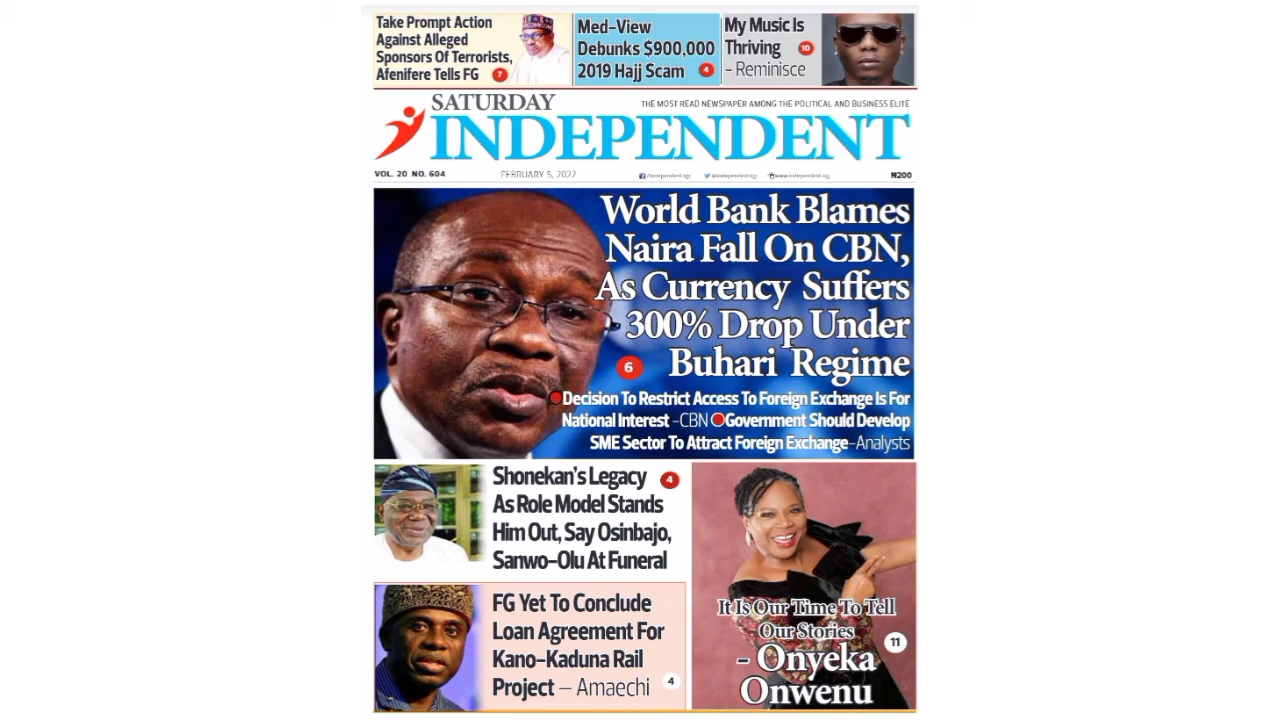 Take Prompt Action
Against Alleged
Sponsors Of Terrorists,
Afenifere Tells FG 7
Med-View
Debunks $900,000
2019 Hajj Scam 4
My Music Is
Thriving 10
- Reminisce
SATURDAY
THE MOST READ NEWSPAPER AMONG THE POLITICAL AND BUSINESS ELITE
INDEPENDENT
VOL. 20 NO. 604 FEBRUARY 5, 2022 /independentngr @independentngr www.independent.ng ₦200
World Bank Blames
Naira Fall On CBN,
As Currency Suffers
300% Drop Under
6 Buhari Regime
Decision To Restrict Access To Foreign Exchange Is For
National Interest -CBN Government Should Develop
SME Sector To Attract Foreign Exchange-Analysts
Shonekan's Legacy 4
As Role Model Stands
Him Out, Say Osinbajo,
Sanwo-Olu At Funeral
FG Yet To Conclude
Loan Agreement For
Kano-Kaduna Rail
Project – Amaechi 4
It Is Our Time To Tell
Our Stories
11
- Onyeka
Onwenu